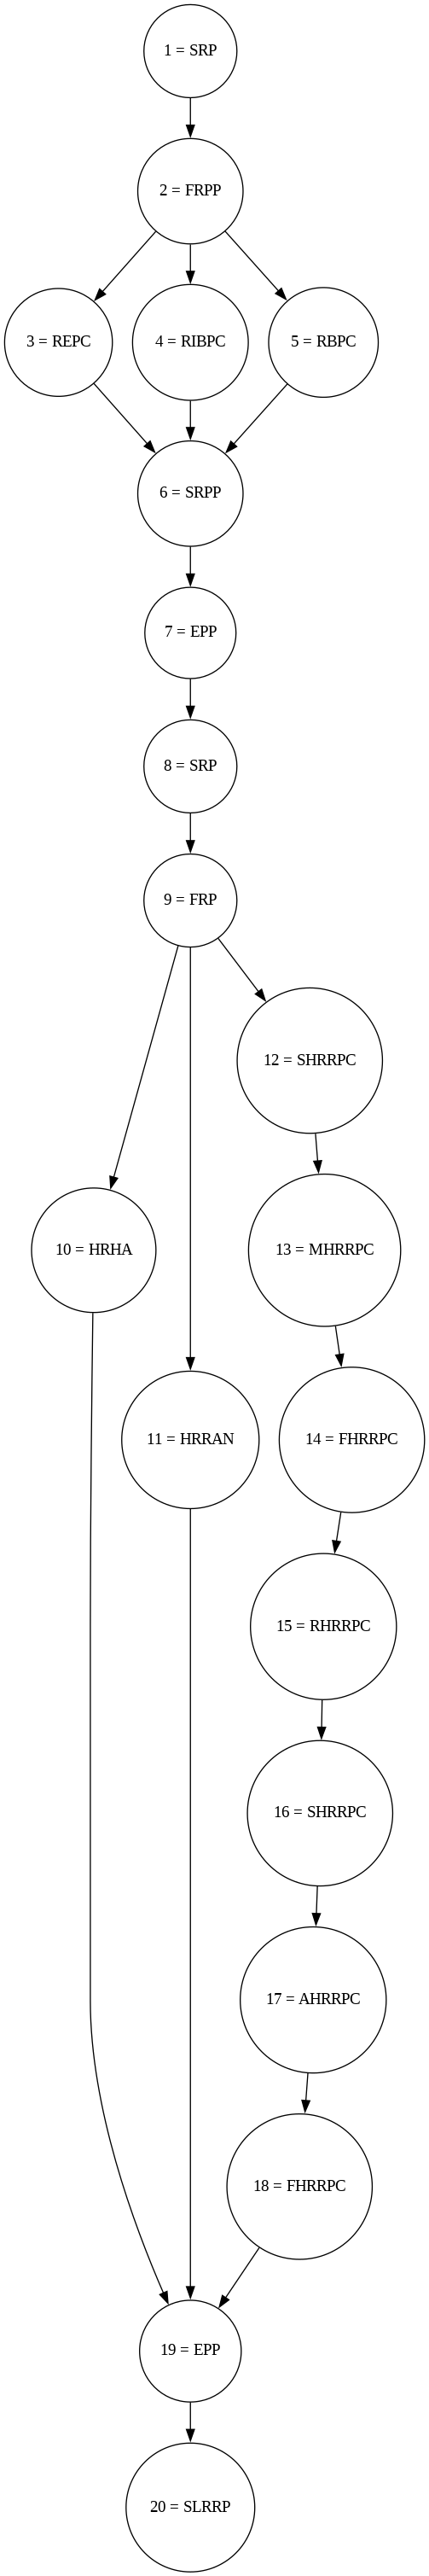 1 = SRP
2 = FRPP
3 = REPC
4 = RIBPC
5 = RBPC
6 = SRPP
7 = EPP
8 = SRP
9 = FRP
12 = SHRRPC
10 = HRHA
13 = MHRRPC
11 = HRRAN
14 = FHRRPC
15 = RHRRPC
16 = SHRRPC
17 = AHRRPC
18 = FHRRPC
19 = EPP
20 = SLRRP